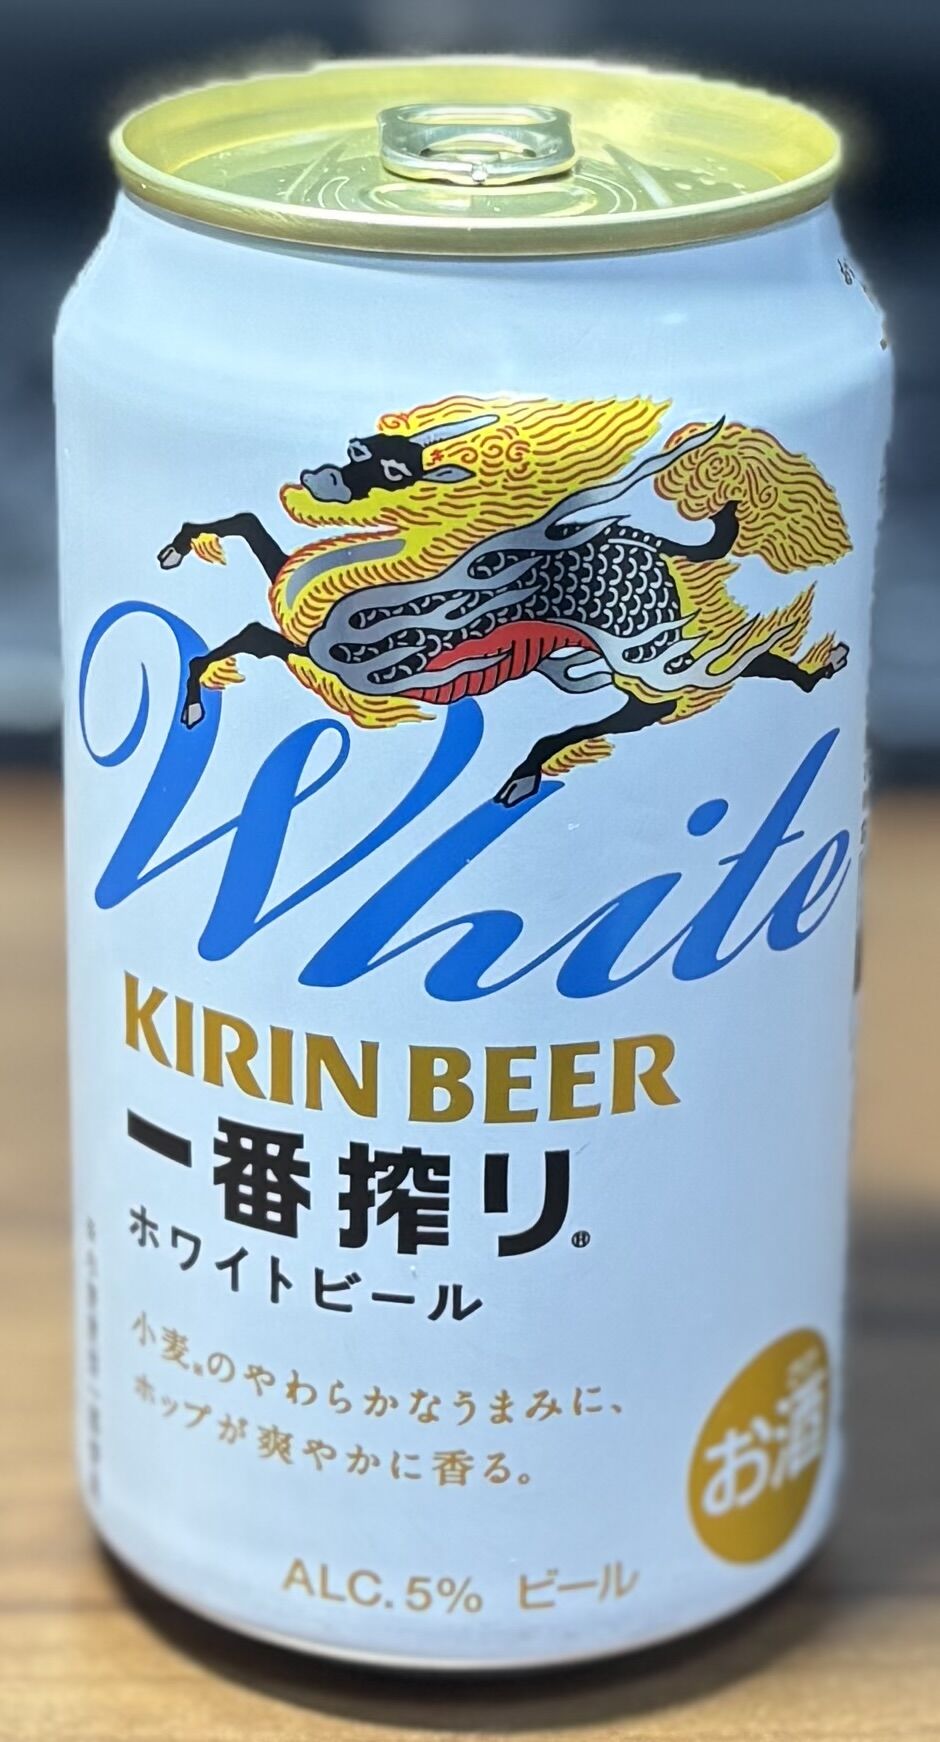 White
KIRIN BEER
一番搾り®
ホワイトビール
小麦※のやわらかなうまみに、
ホップが爽やかに香る。
お酒
ALC. 5% ビール